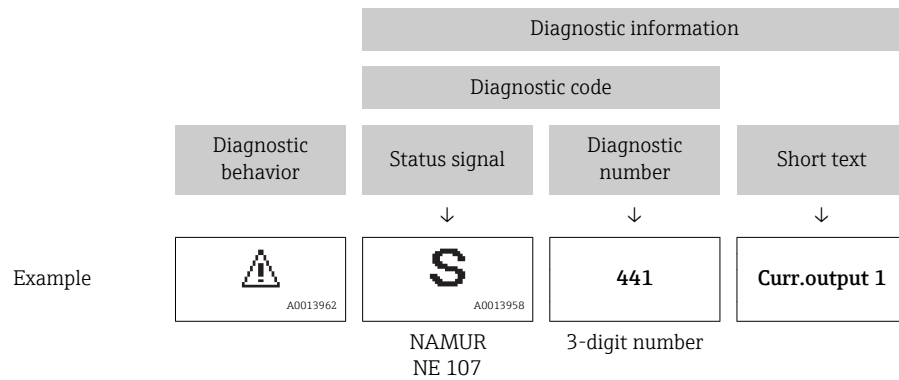 Diagnostic information
Diagnostic code
Diagnostic
behavior
Status signal
Diagnostic
number
Short text
↓ ↓ ↓
Example
A0013962
S
A0013958
441
Curr.output 1
NAMUR
NE 107
3-digit number